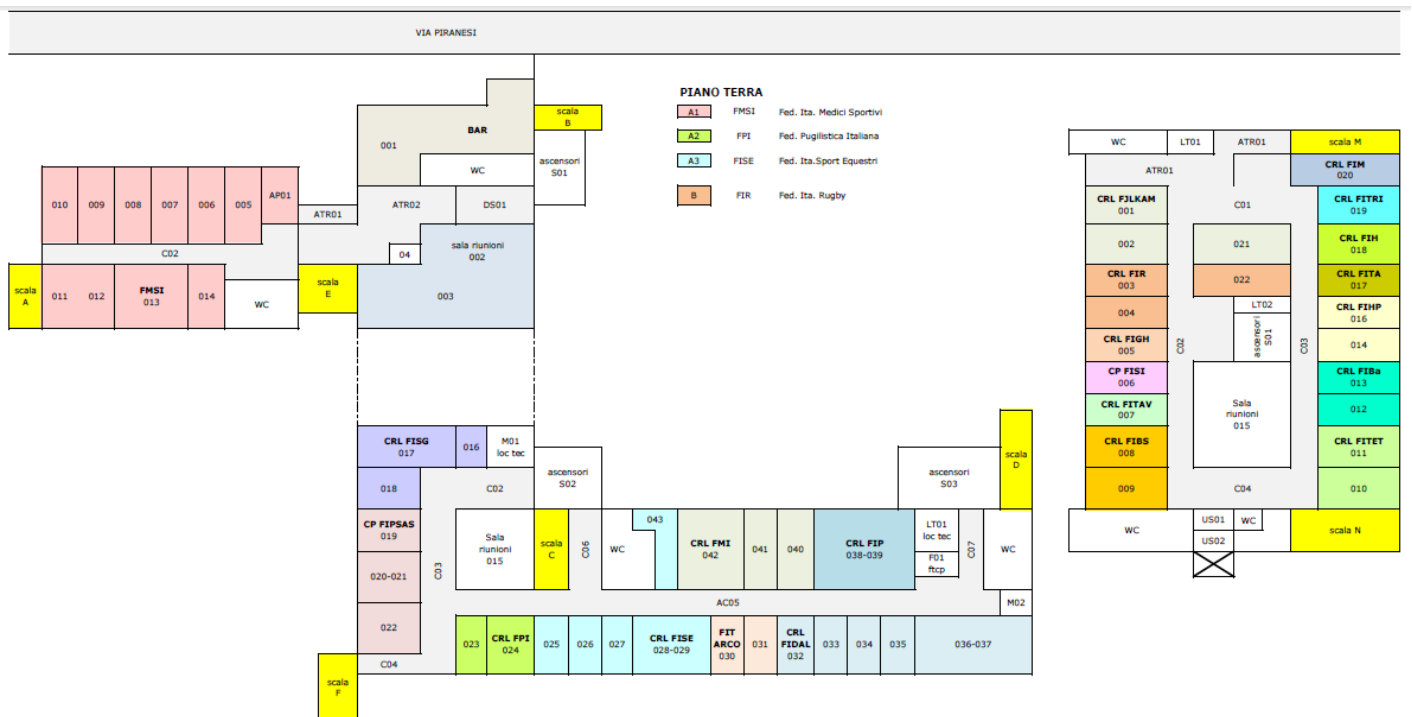 VIA PIRANESI
PIANO TERRA
A1 FMSI Fed. Ita. Medici Sportivi
A2 FPI Fed. Pugilistica Italiana
A3 FISE Fed. Ita.Sport Equestri
B FIR Fed. Ita. Rugby
BAR
001
WC
scala
B
ascensori
S01
ATR01
ATR02
DS01
04
sala riunioni
002
003
010
009
008
007
006
005
AP01
C02
scala
A
011
012
FMSI
013
014
WC
scala
E
CRL FISG
017
016
M01
loc tec
018
C02
ascensori
S02
CP FIPSAS
019
020-021
022
C03
C04
scala
F
Sala
riunioni
015
scala
C
C06
WC
043
CRL FMI
042
041
040
CRL FIP
038-039
ascensori
S03
scala
D
LT01
loc tec
F01
ftcp
C07
WC
AC05
M02
023
CRL FPI
024
025
026
027
CRL FISE
028-029
FIT
ARCO
030
031
CRL
FIDAL
032
033
034
035
036-037
WC
LT01
ATR01
scala M
ATR01
CRL FIM
020
CRL FJLKAM
001
C01
CRL FITRI
019
002
021
CRL FIH
018
CRL FIR
003
022
CRL FITA
017
004
LT02
CRL FIHP
016
CRL FIGH
005
C02
ascensori
S01
C03
014
CP FISI
006
CRL FIBa
013
CRL FITAV
007
Sala
riunioni
015
012
CRL FIBS
008
CRL FITET
011
009
C04
010
WC
US01
WC
US02
scala N